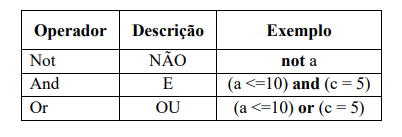 Operador Descrição Exemplo
Not NÃO not a
And E (a <=10) and (c = 5)
Or OU (a <=10) or (c = 5)